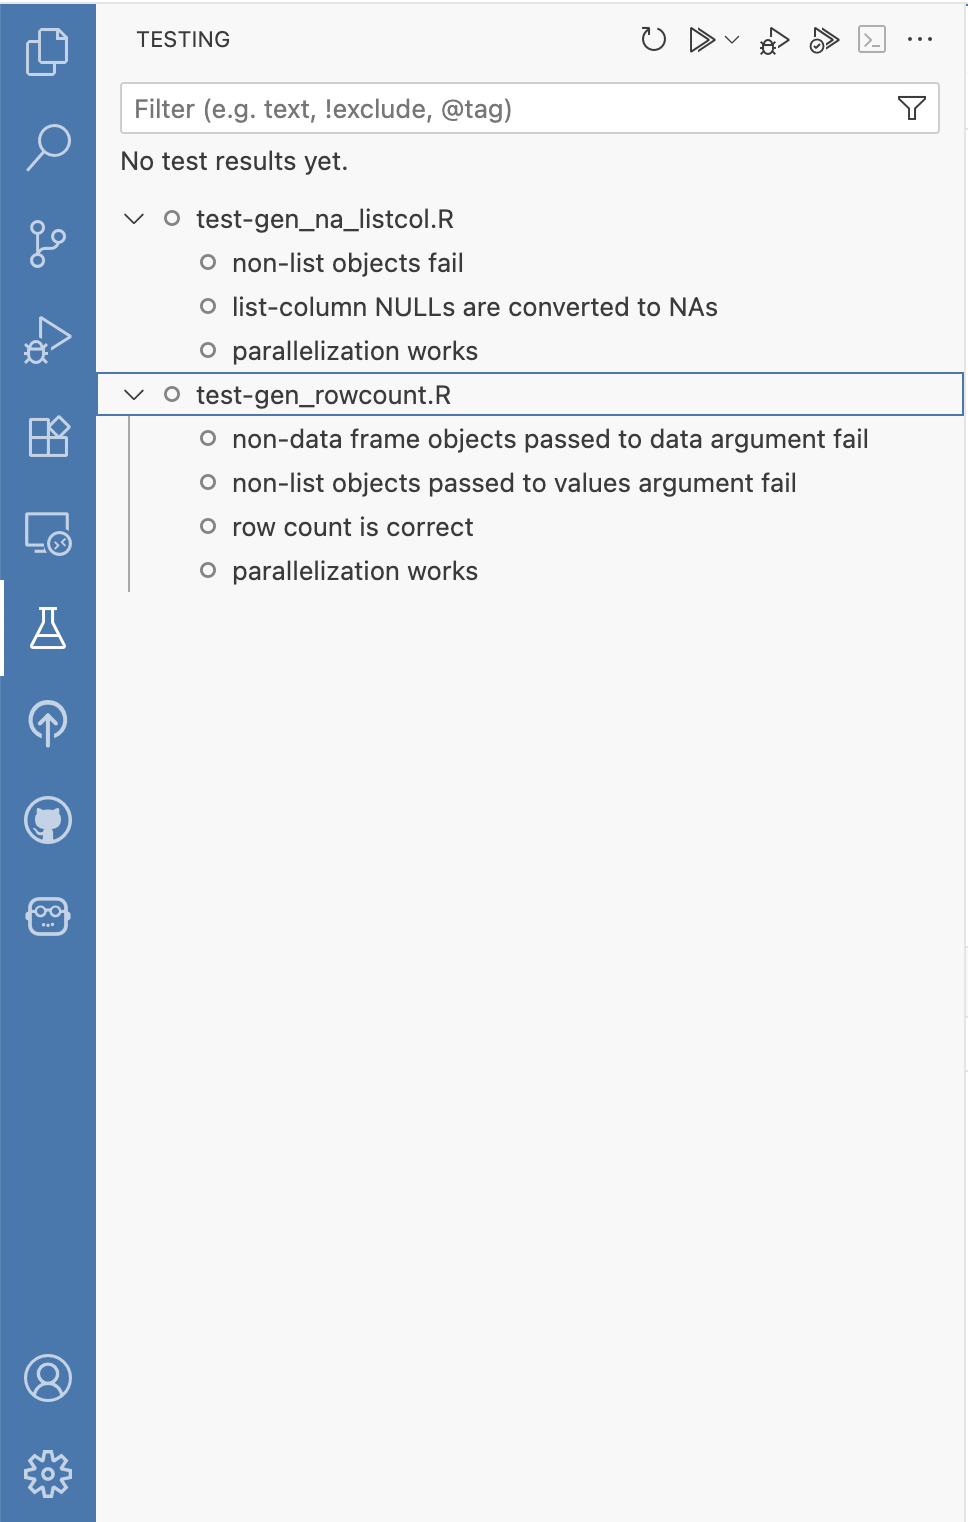 TESTING
Filter (e.g. text, !exclude, @tag)
No test results yet.
test-gen_na_listcol.R
non-list objects fail
list-column NULLs are converted to NAs
parallelization works
test-gen_rowcount.R
non-data frame objects passed to data argument fail
non-list objects passed to values argument fail
row count is correct
parallelization works